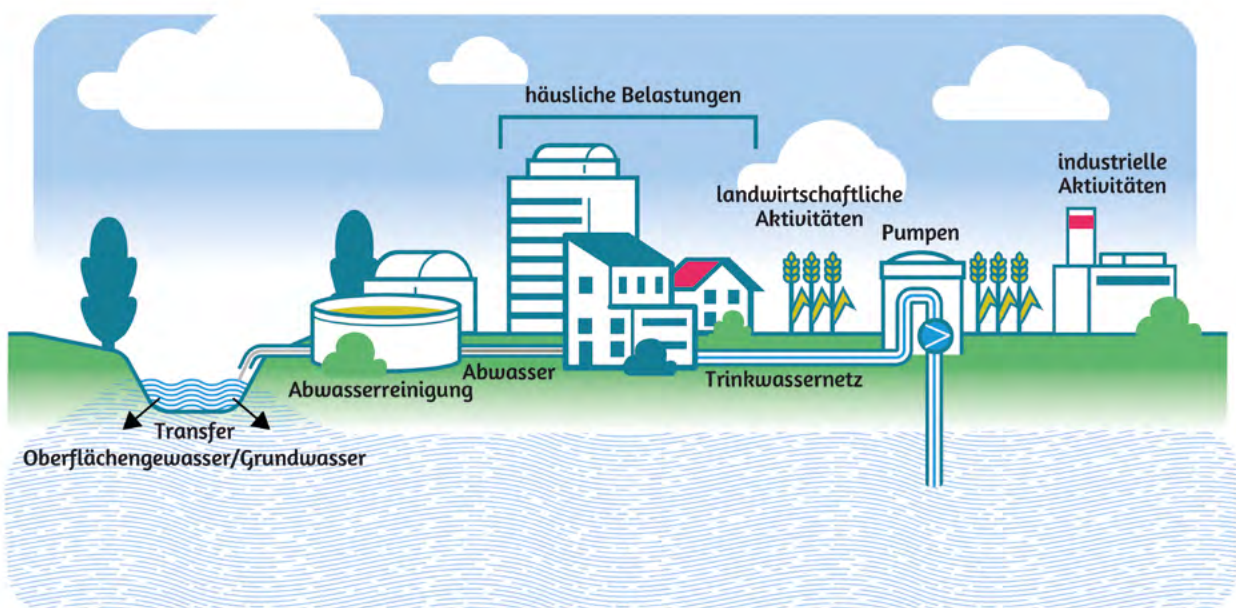 häusliche Belastungen
industrielle
Aktivitäten
landwirtschaftliche
Aktivitäten
Pumpen
Abwasser
Trinkwassernetz
Abwasserreinigung
Transfer
Oberflächengewasser/Grundwasser